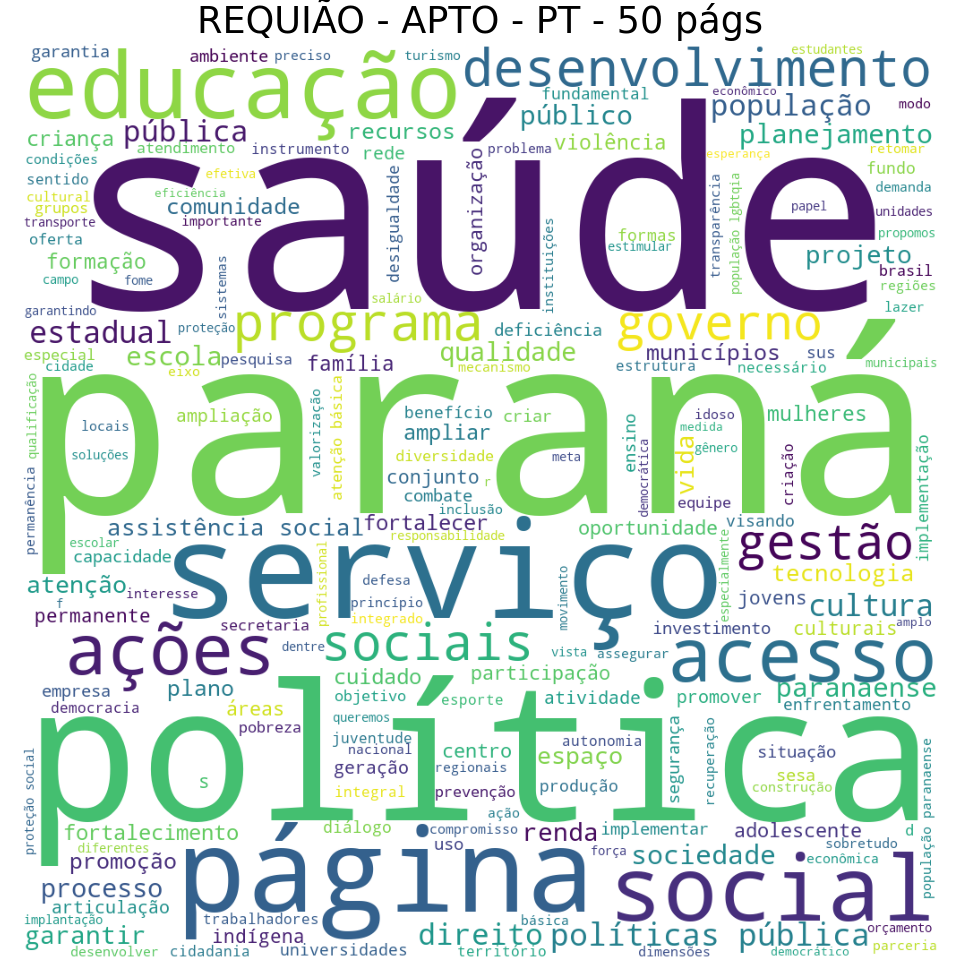 REQUIÃO - APTO - PT - 50 págs
garantia
ambiente
preciso
turismo
estudantes
educação
desenvolvimento
econômico
fundamental
população
modo
criança
pública
recursos
público
planejamento
atendimento
instrumento
rede
problema
violência
esperança
retomar
condições
saúde
fundo
sentido
efetiva
demanda
cultural
eficiência
grupos
comunidade
desigualdade
organização
transparência
população lgbtqia
papel
unidades
transporte
importante
instituições
formas
propomos
oferta
estimular
projeto
formação
sistemas
brasil
campo
fome
regiões
salário
garantindo
programa
governo
lazer
estadual
proteção
deficiência
especial
escola
pesquisa
família
qualidade
municípios
sus
cidade
eixo
mecanismo
estrutura
necessário
municipais
paraná
qualificação
ampliação
valorização
atenção básica
benefício
criar
idoso
mulheres
locais
ampliar
ensino
medida
soluções
diversidade
meta
democrática
vida
gênero
criação
implementação
permanência
conjunto
r
combate
equipe
inclusão
assistência social
fortalecer
oportunidade
visando
escolar
serviço
responsabilidade
gestão
capacidade
atenção
profissional
defesa
especialmente
tecnologia
f
interesse
princípio
movimento
jovens
cultura
permanente
integrado
secretaria
investimento
culturais
amplo
ações
sociais
dentre
vista
assegurar
acesso
empresa
plano
cuidado
participação
paranaense
democracia
áreas
objetivo
esporte
atividade
promover
enfrentamento
pobreza
política
queremos
juventude
autonomia
segurança
recuperação
nacional
centro
espaço
situação
proteção social
s
geração
regionais
sesa
integral
prevenção
produção
construção
população paranaense
ação
fortalecimento
diálogo
compromisso
renda
implementar
adolescente
d
diferentes
uso
sobretudo
promoção
página
força
sociedade
econômica
processo
social
articulação
implantação
trabalhadores
básica
orçamento
garantir
indígena
direito
políticas pública
parceria
desenvolver
cidadania
universidades
território
dimensões
democrático